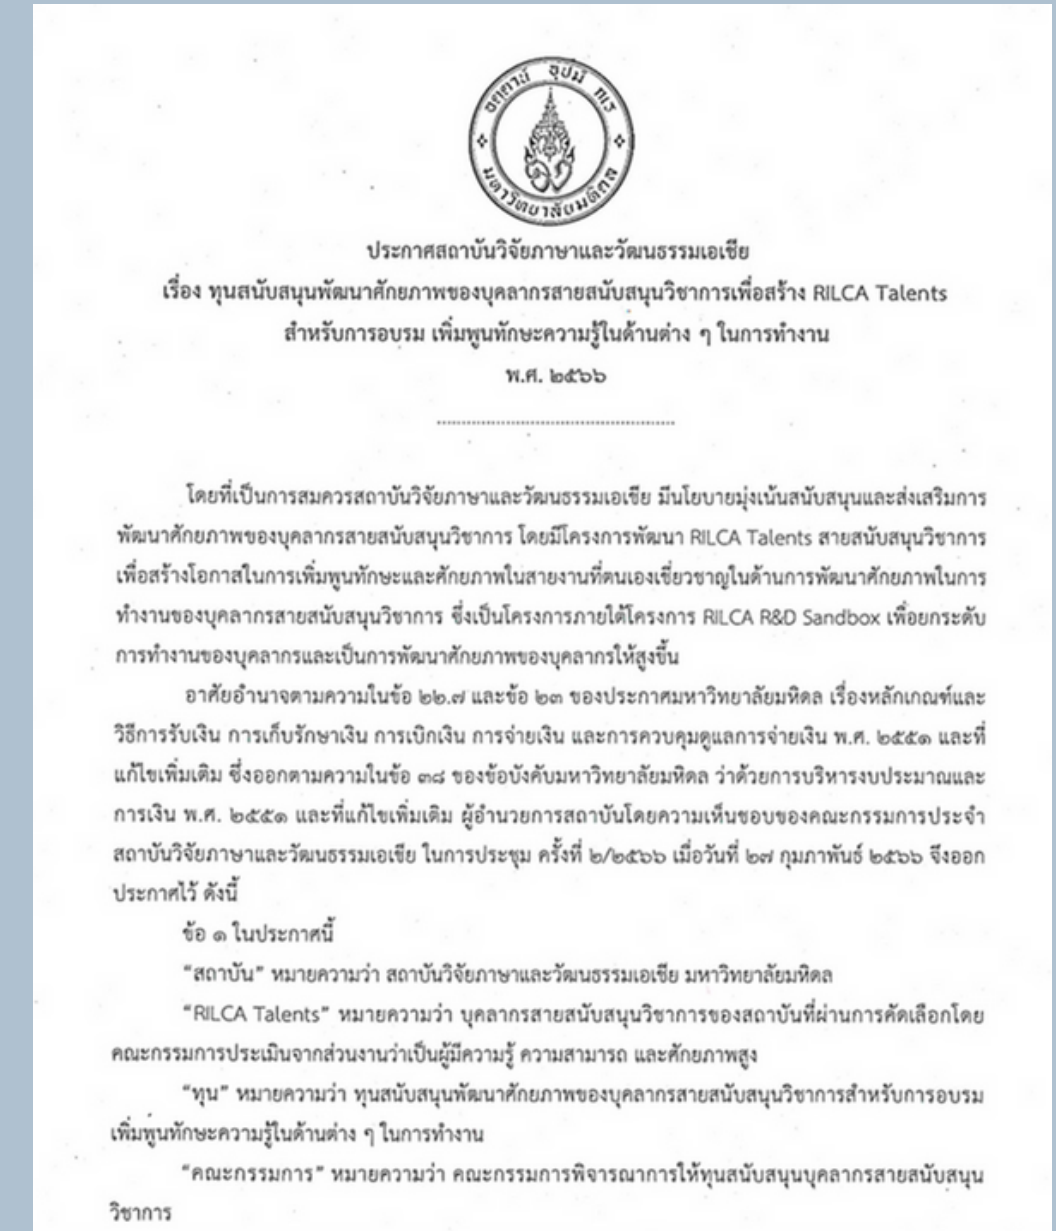 อตฺตานํ อุปมํ กเร
มหาวิทยาลัยมหิดล
ประกาศสถาบันวิจัยภาษาและวัฒนธรรมเอเชีย
เรื่อง ทุนสนับสนุนพัฒนาศักยภาพของบุคลากรสายสนับสนุนวิชาการเพื่อสร้าง RILCA Talents
สำหรับการอบรม เพิ่มพูนทักษะความรู้ในด้านต่าง ๆ ในการทำงาน
พ.ศ. ๒๕๖๖
โดยที่เป็นการสมควรสถาบันวิจัยภาษาและวัฒนธรรมเอเชีย มีนโยบายมุ่งเน้นสนับสนุนและส่งเสริมการ
พัฒนาศักยภาพของบุคลากรสายสนับสนุนวิชาการ โดยมีโครงการพัฒนา RILCA Talents สายสนับสนุนวิชาการ
เพื่อสร้างโอกาสในการเพิ่มพูนทักษะและศักยภาพในสายงานที่ตนเองเชี่ยวชาญในด้านการพัฒนาศักยภาพในการ
ทำงานของบุคลากรสายสนับสนุนวิชาการ ซึ่งเป็นโครงการภายใต้โครงการ RILCA R&D Sandbox เพื่อยกระดับ
การทำงานของบุคลากรและเป็นการพัฒนาศักยภาพของบุคลากรให้สูงขึ้น
อาศัยอำนาจตามความในข้อ ๒๒.๗ และข้อ ๒๓ ของประกาศมหาวิทยาลัยมหิดล เรื่องหลักเกณฑ์และ
วิธีการรับเงิน การเก็บรักษาเงิน การเบิกเงิน การจ่ายเงิน และการควบคุมดูแลการจ่ายเงิน พ.ศ. ๒๕๕๑ และที่
แก้ไขเพิ่มเติม ซึ่งออกตามความในข้อ ๓๘ ของข้อบังคับมหาวิทยาลัยมหิดล ว่าด้วยการบริหารงบประมาณและ
การเงิน พ.ศ. ๒๕๕๑ และที่แก้ไขเพิ่มเติม ผู้อำนวยการสถาบันโดยความเห็นชอบของคณะกรรมการประจำ
สถาบันวิจัยภาษาและวัฒนธรรมเอเชีย ในการประชุม ครั้งที่ ๒/๒๕๖๖ เมื่อวันที่ ๒๗ กุมภาพันธ์ ๒๕๖๖ จึงออก
ประกาศไว้ ดังนี้
ข้อ ๑ ในประกาศนี้
“สถาบัน” หมายความว่า สถาบันวิจัยภาษาและวัฒนธรรมเอเชีย มหาวิทยาลัยมหิดล
“RILCA Talents” หมายความว่า บุคลากรสายสนับสนุนวิชาการของสถาบันที่ผ่านการคัดเลือกโดย
คณะกรรมการประเมินจากส่วนงานว่าเป็นผู้มีความรู้ ความสามารถ และศักยภาพสูง
“ทุน” หมายความว่า ทุนสนับสนุนพัฒนาศักยภาพของบุคลากรสายสนับสนุนวิชาการสำหรับการอบรม
เพิ่มพูนทักษะความรู้ในด้านต่าง ๆ ในการทำงาน
“คณะกรรมการ” หมายความว่า คณะกรรมการพิจารณาการให้ทุนสนับสนุนบุคลากรสายสนับสนุน
วิชาการ